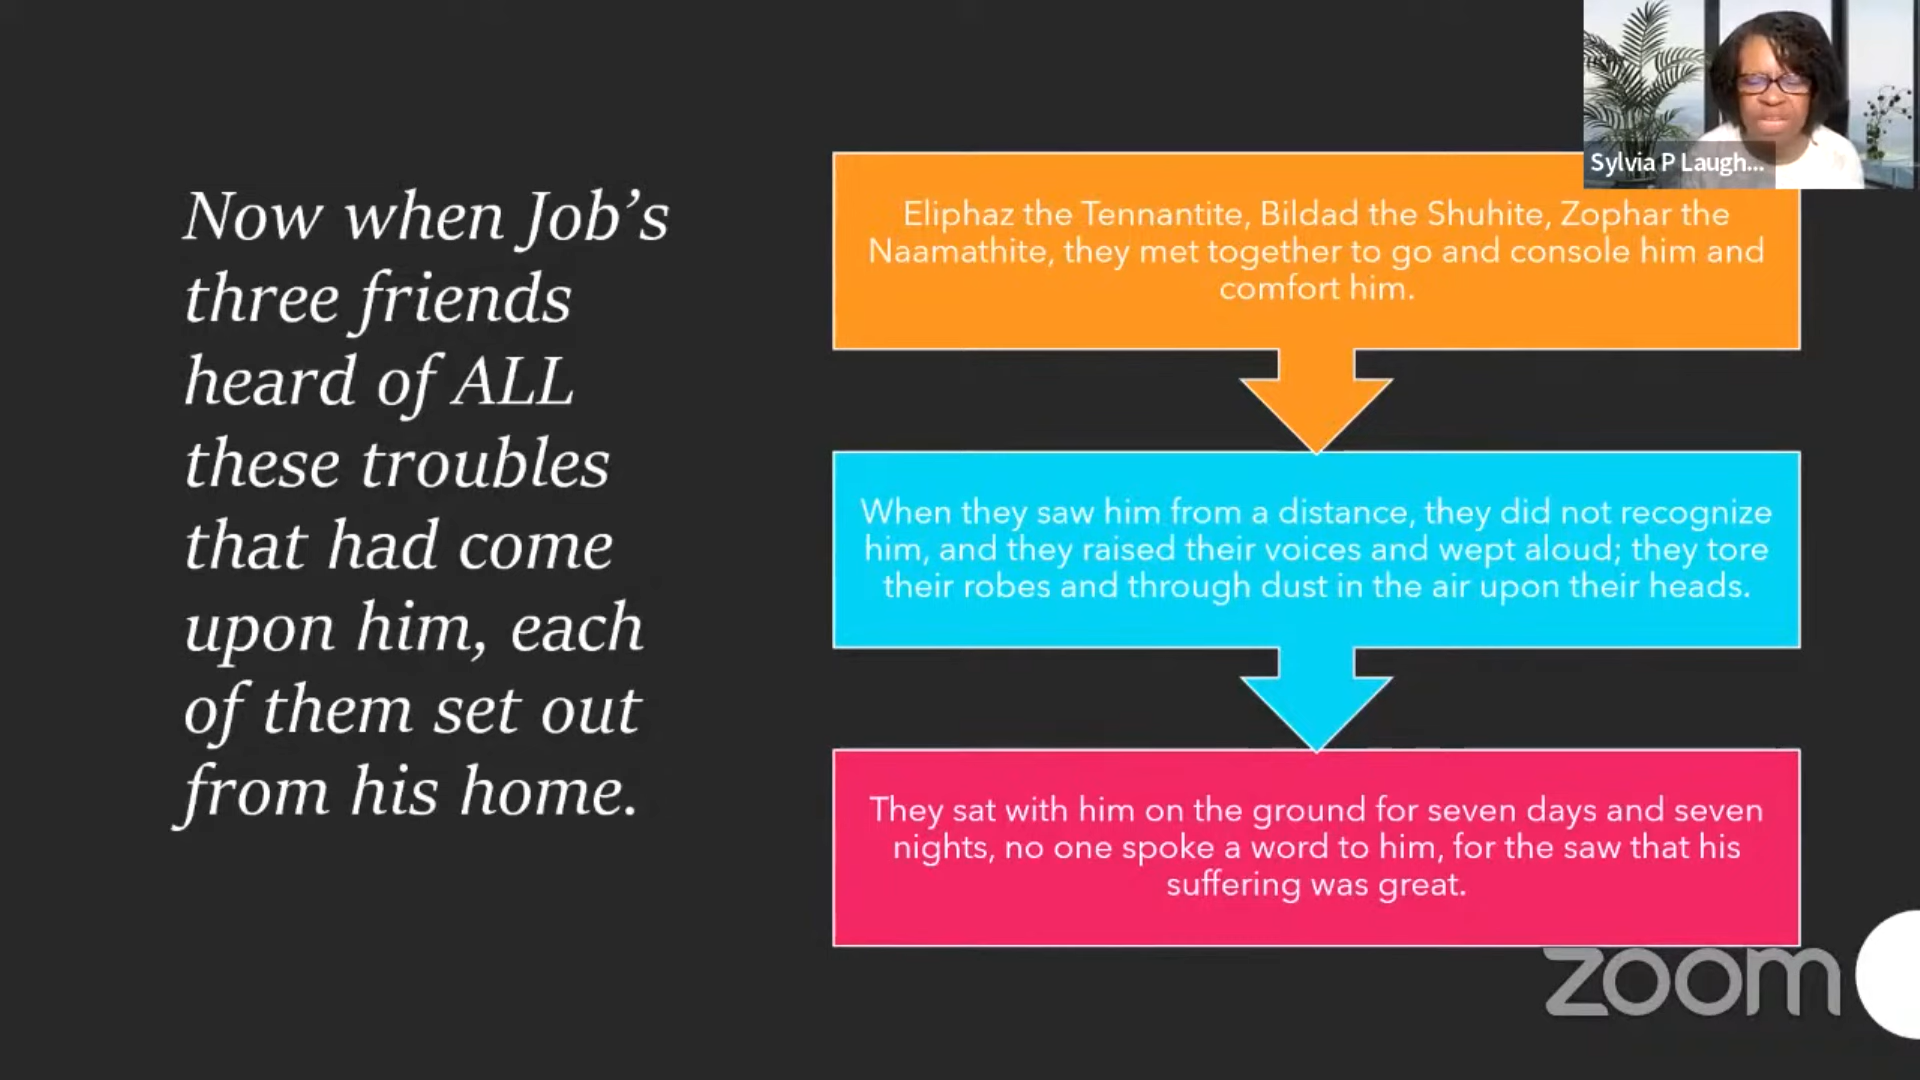 Sylvia P Laugh...
Now when Job’s
three friends
heard of ALL
these troubles
that had come
upon him, each
of them set out
from his home.
Eliphaz the Tennantite, Bildad the Shuhite, Zophar the
Naamathite, they met together to go and console him and
comfort him.
When they saw him from a distance, they did not recognize
him, and they raised their voices and wept aloud; they tore
their robes and through dust in the air upon their heads.
They sat with him on the ground for seven days and seven
nights, no one spoke a word to him, for the saw that his
suffering was great.
zoom